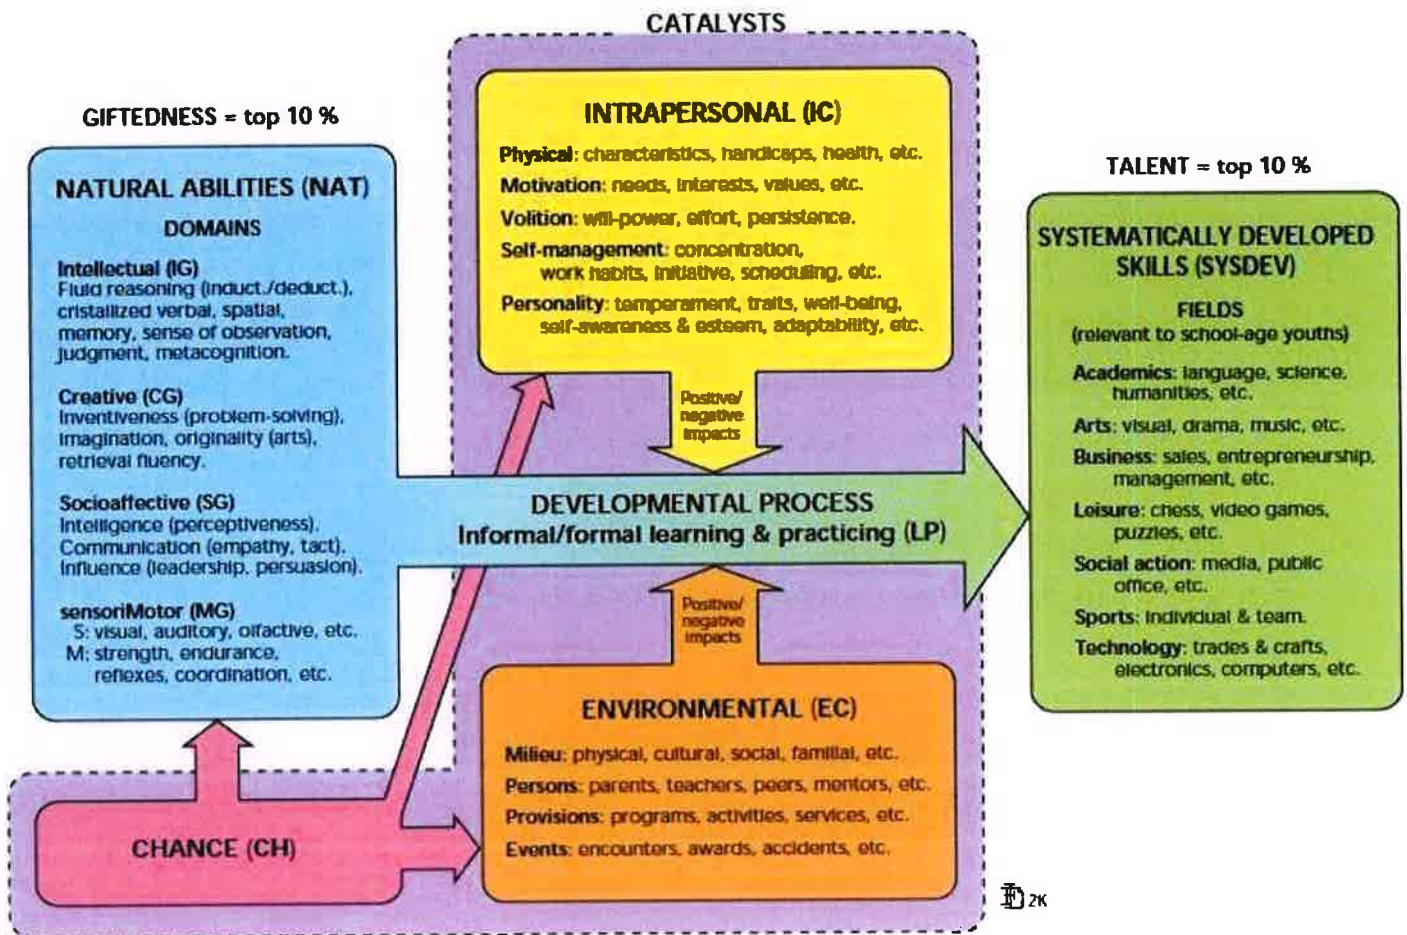 CATALYSTS
GIFTEDNESS = top 10 %
NATURAL ABILITIES (NAT)
DOMAINS
Intellectual (IG)
Fluid reasoning (induct./deduct.),
cristallized verbal, spatial,
memory, sense of observation,
judgment, metacognition.
Creative (CG)
Inventiveness (problem-solving),
imagination, originality (arts),
retrieval fluency.
Socioaffective (SG)
Intelligence (perceptiveness).
Communication (empathy, tact).
Influence (leadership, persuasion).
sensoriMotor (MG)
S: visual, auditory, olfactive, etc.
M: strength, endurance,
reflexes, coordination, etc.
INTRAPERSONAL (IC)
Physical: characteristics, handicaps, health, etc.
Motivation: needs, interests, values, etc.
Volition: will-power, effort, persistence.
Self-management: concentration,
work habits, initiative, scheduling, etc.
Personality: temperament, traits, well-being,
self-awareness & esteem, adaptability, etc.
Positive/
negative
impacts
DEVELOPMENTAL PROCESS
Informal/formal learning & practicing (LP)
Positive/
negative
impacts
ENVIRONMENTAL (EC)
Milieu: physical, cultural, social, familial, etc.
Persons: parents, teachers, peers, mentors, etc.
Provisions: programs, activities, services, etc.
Events: encounters, awards, accidents, etc.
CHANCE (CH)
TALENT = top 10 %
SYSTEMATICALLY DEVELOPED
SKILLS (SYSDEV)
FIELDS
(relevant to school-age youths)
Academics: language, science,
humanities, etc.
Arts: visual, drama, music, etc.
Business: sales, entrepreneurship,
management, etc.
Leisure: chess, video games,
puzzles, etc.
Social action: media, public
office, etc.
Sports: individual & team.
Technology: trades & crafts,
electronics, computers, etc.
2K